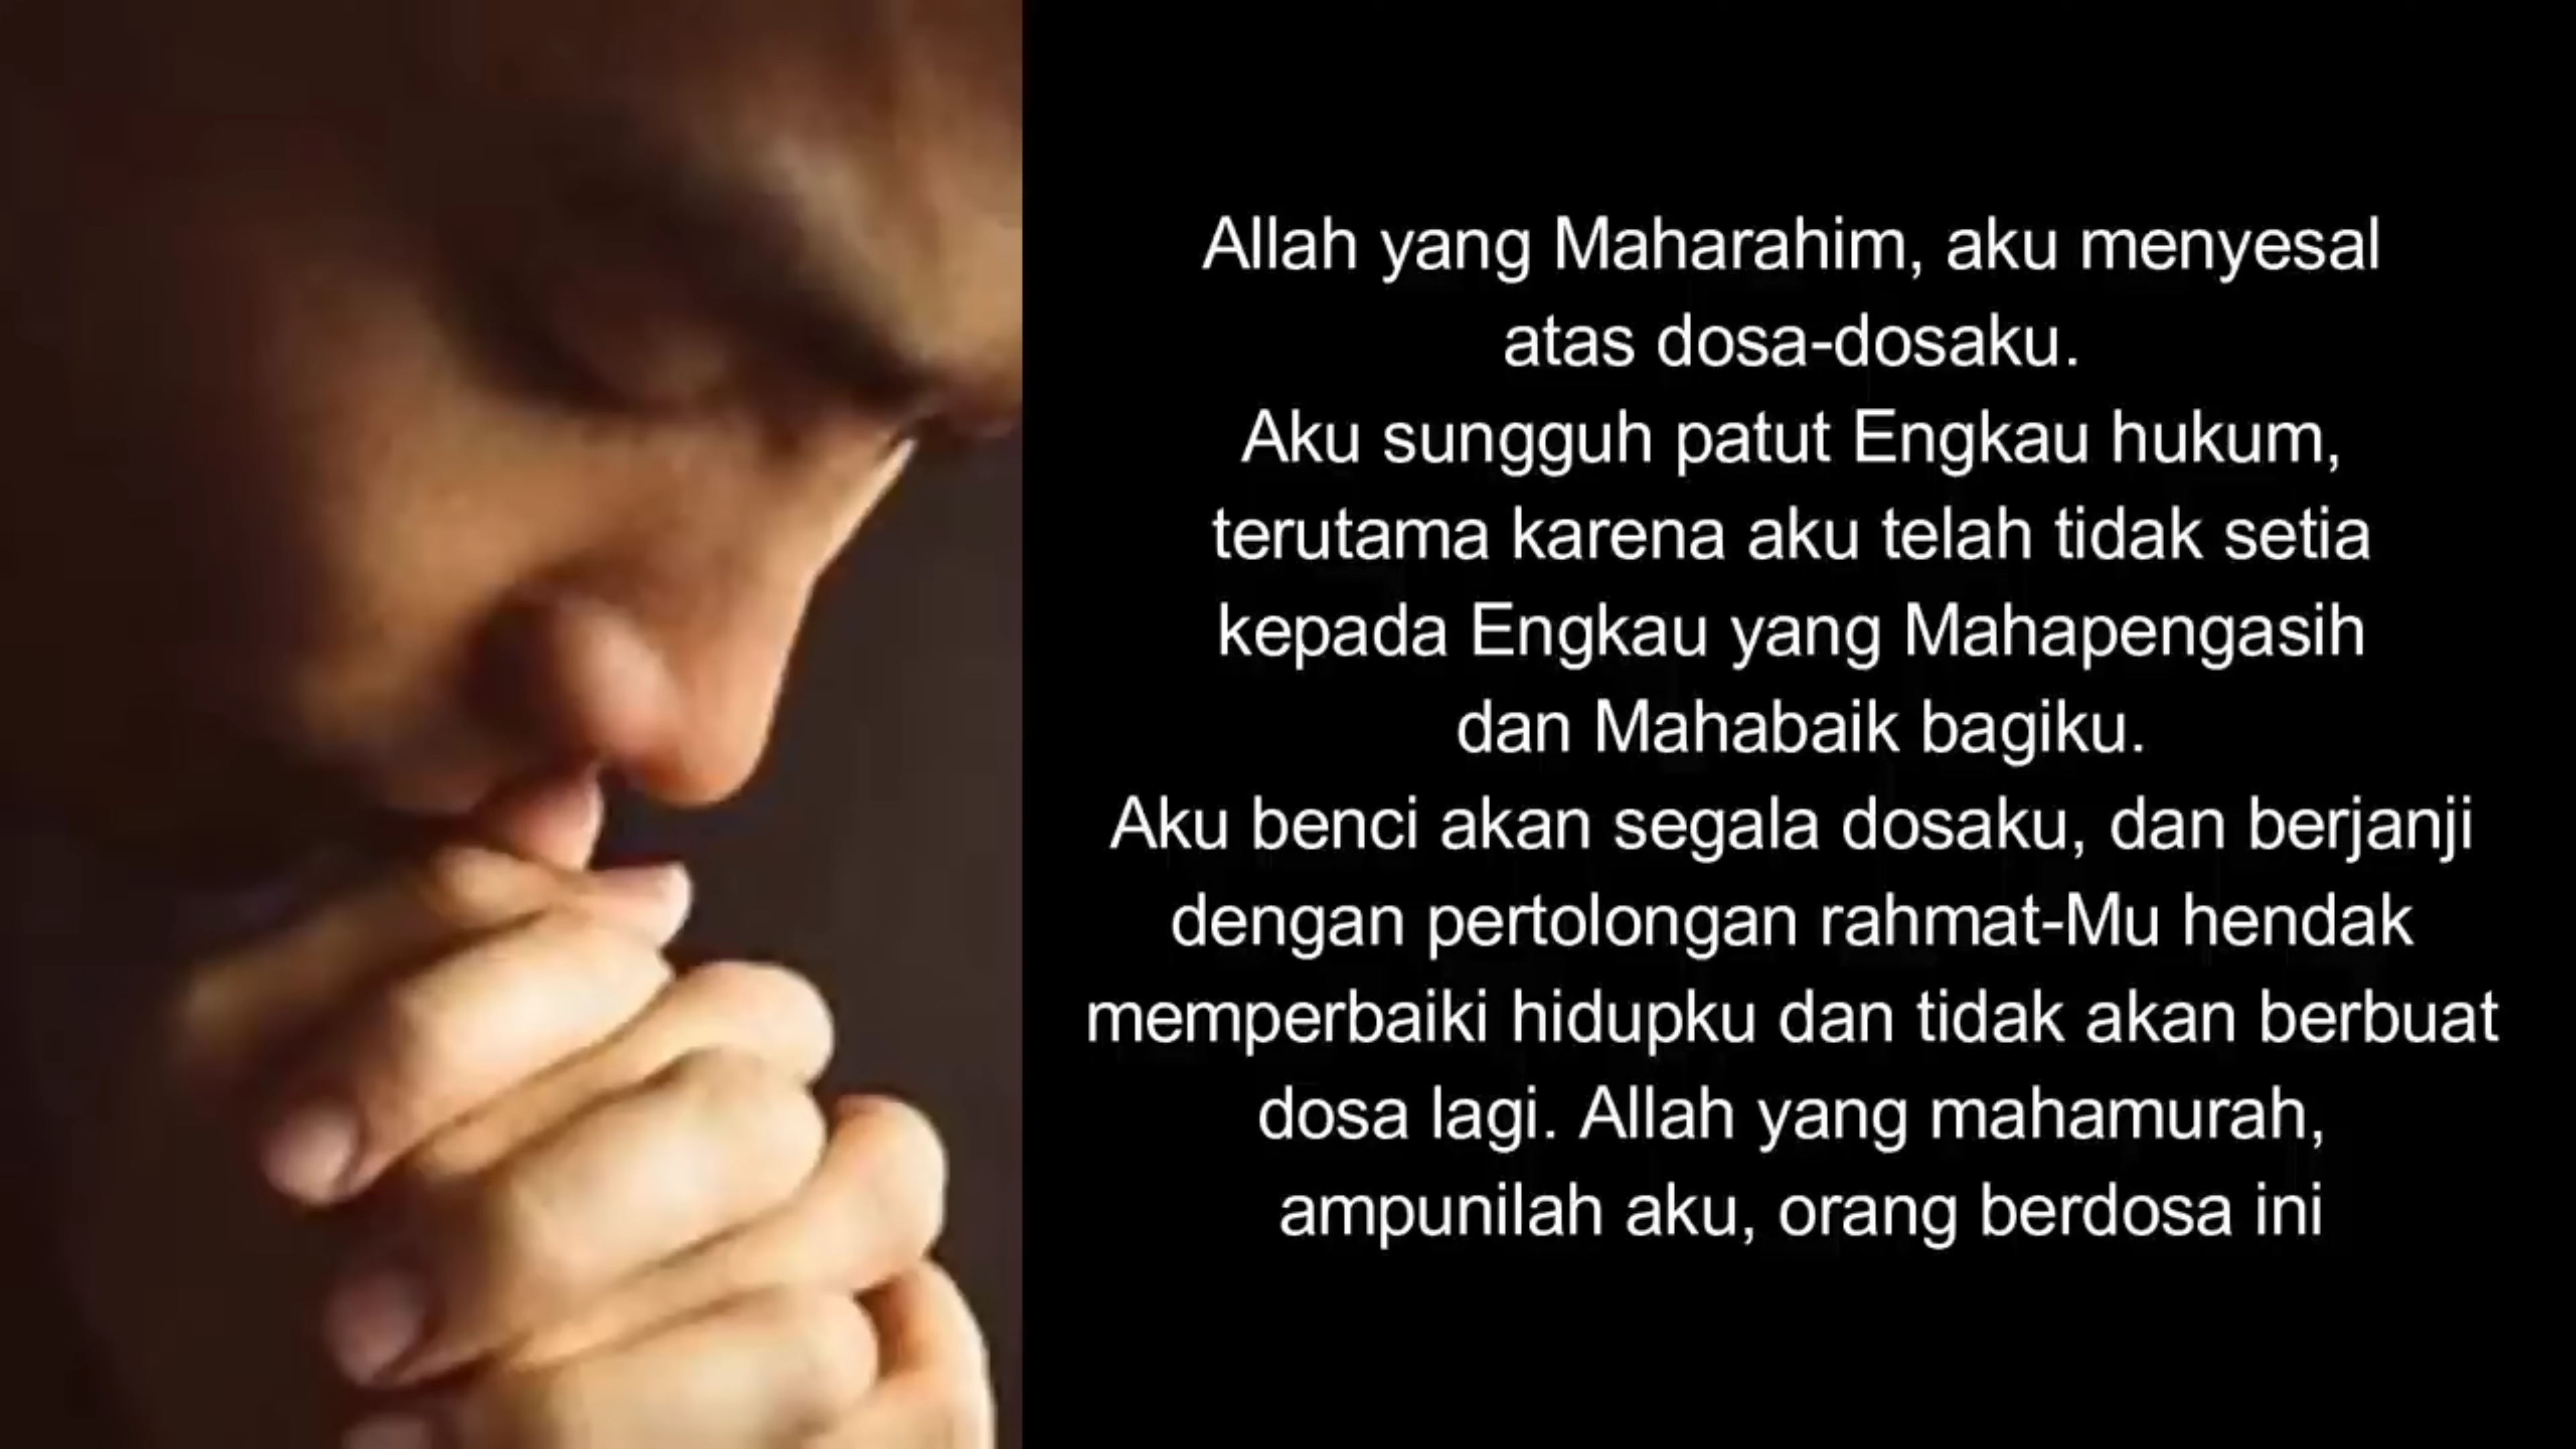 Allah yang Maharahim, aku menyesal
atas dosa-dosaku.
Aku sungguh patut Engkau hukum,
terutama karena aku telah tidak setia
kepada Engkau yang Mahapengasih
dan Mahabaik bagiku.
Aku benci akan segala dosaku, dan berjanji
dengan pertolongan rahmat-Mu hendak
memperbaiki hidupku dan tidak akan berbuat
dosa lagi. Allah yang mahamurah,
ampunilah aku, orang berdosa ini